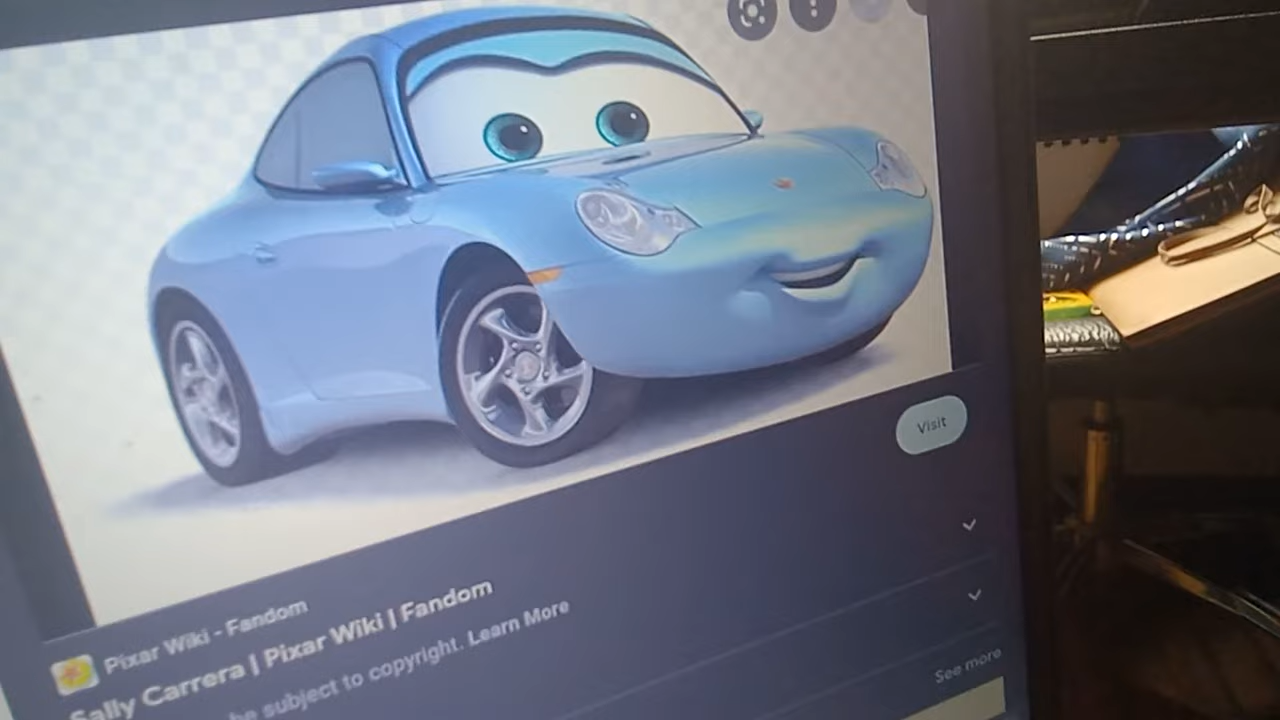 Visit
Pixar Wiki - Fandom
Sally Carrera | Pixar Wiki | Fandom
be subject to copyright. Learn More
See more